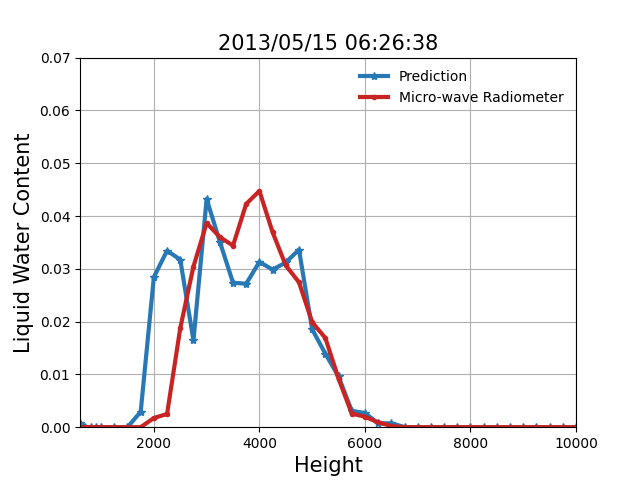 2013/05/15 06:26:38
0.07
0.06
0.05
0.04
0.03
0.02
0.01
0.00
Liquid Water Content
Prediction
Micro-wave Radiometer
2000 4000 6000 8000 10000
Height